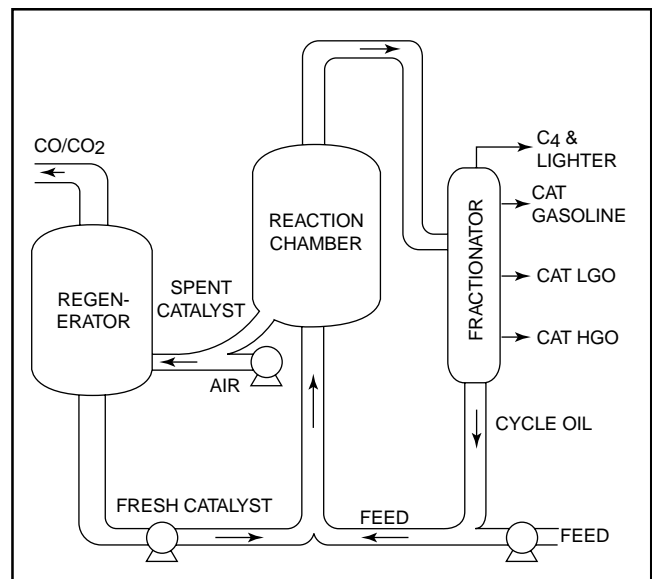 CO/CO2
REGEN-
ERATOR
SPENT
CATALYST
AIR
REACTION
CHAMBER
FRACTIONATOR
C4 &
LIGHTER
CAT
GASOLINE
CAT LGO
CAT HGO
CYCLE OIL
FRESH CATALYST
FEED
FEED